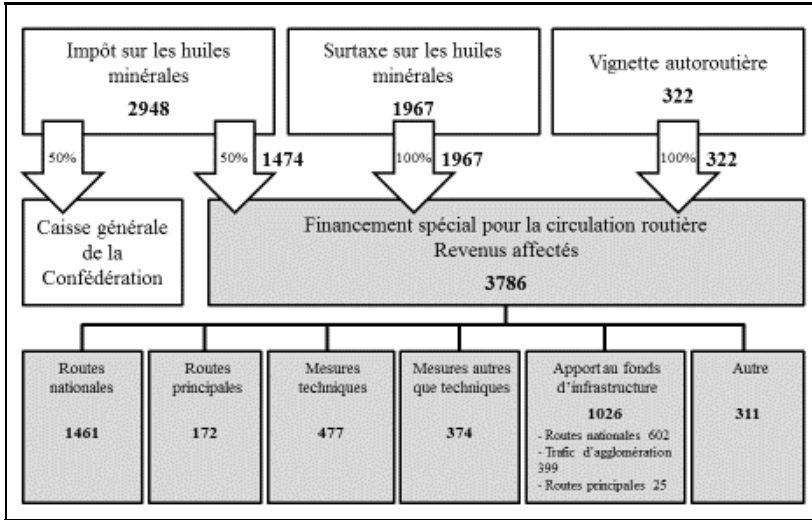 Impôt sur les huiles
minérales
2948
Surtaxe sur les huiles
minérales
1967
Vignette autoroutière
322
50%
50%
1474
100%
1967
100%
322
Caisse générale
de la
Confédération
Financement spécial pour la circulation routière
Revenus affectés
3786
Routes
nationales
1461
Routes
principales
172
Mesures
techniques
477
Mesures autres
que techniques
374
Apport au fonds
d'infrastructure
1026
- Routes nationales 602
- Trafic d'agglomération
399
- Routes principales 25
Autre
311